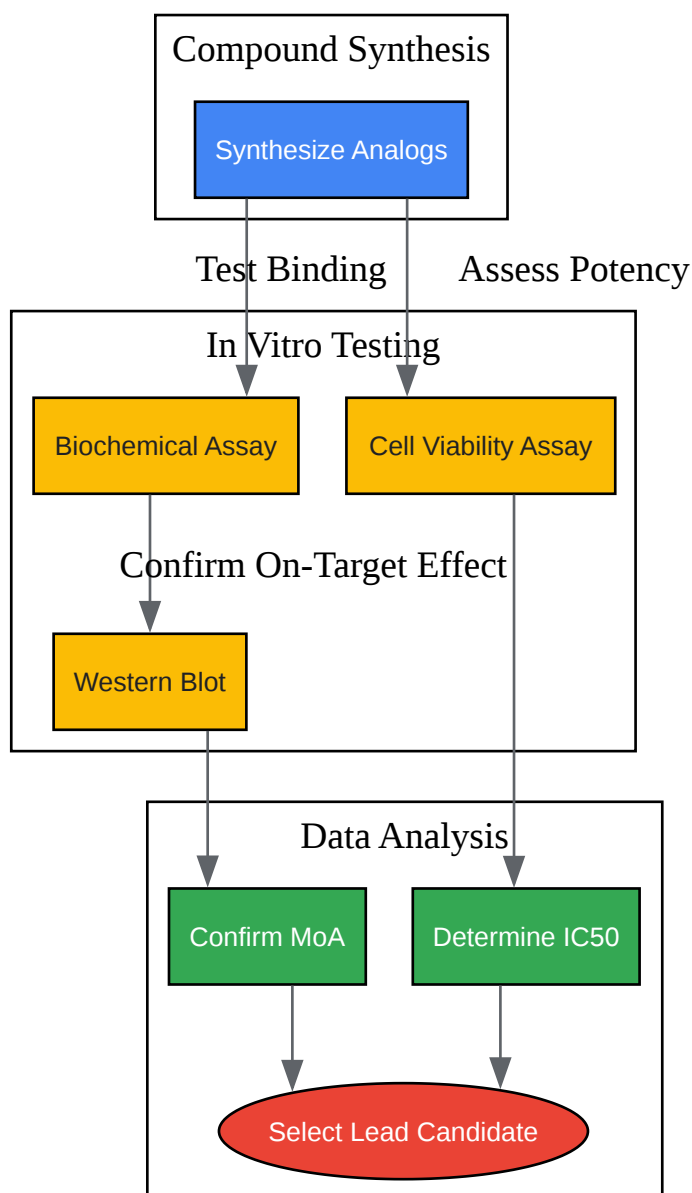 Compound Synthesis
Synthesize Analogs
Test Binding
Assess Potency
In Vitro Testing
Biochemical Assay
Cell Viability Assay
Confirm On-Target Effect
Western Blot
Data Analysis
Confirm MoA
Determine IC50
Select Lead Candidate